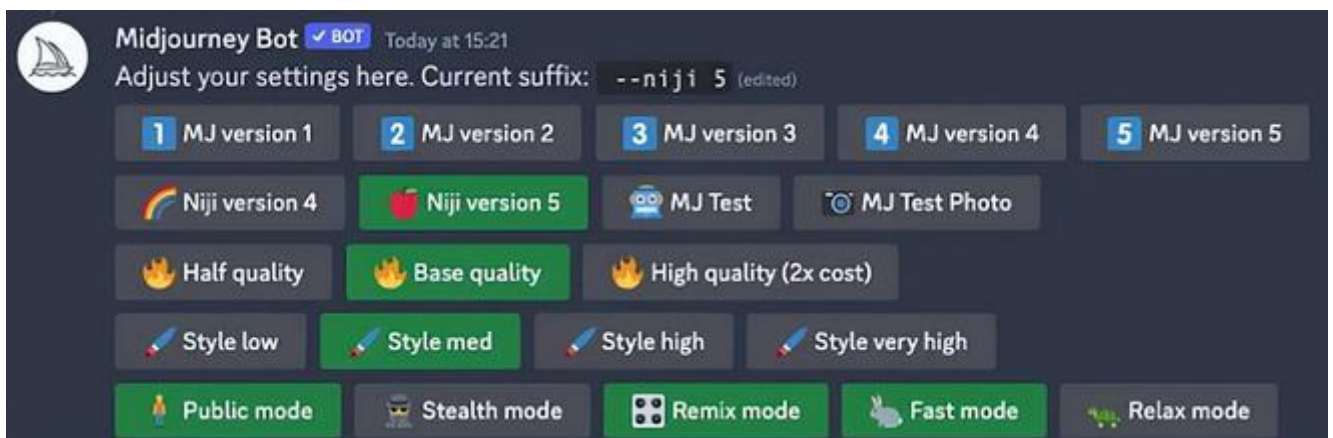 Midjourney Bot ✓ BOT Today at 15:21
Adjust your settings here. Current suffix: --niji 5 (edited)
1 MJ version 1 2 MJ version 2 3 MJ version 3 4 MJ version 4 5 MJ version 5
Niji version 4 Niji version 5 MJ Test MJ Test Photo
Half quality Base quality High quality (2x cost)
Style low Style med Style high Style very high
Public mode Stealth mode Remix mode Fast mode Relax mode